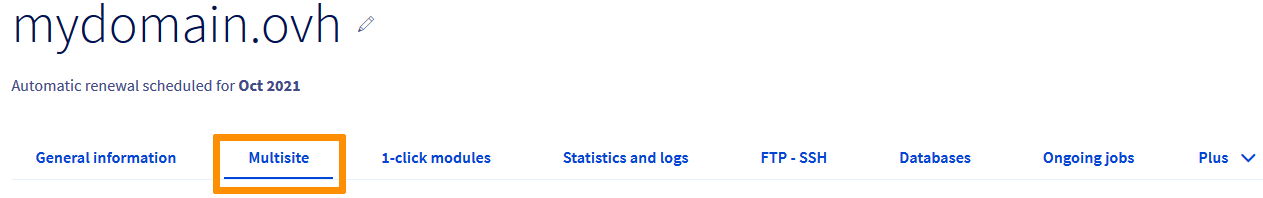 mydomain.ovh
Automatic renewal scheduled for Oct 2021
General information Multisite 1-click modules Statistics and logs FTP - SSH Databases Ongoing jobs Plus